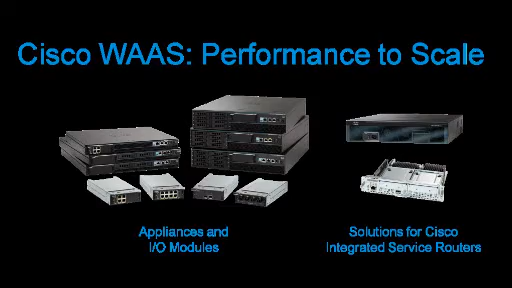 Cisco WAAS: Performance to Scale
Appliances and
I/O Modules
Solutions for Cisco
Integrated Service Routers